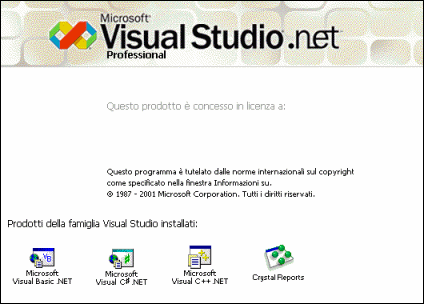 Microsoft
Visual Studio .net
Professional
Questo prodotto è concesso in licenza a:
Questo programma è tutelato dalle norme internazionali sul copyright
come specificato nella finestra Informazioni su.
© 1987 - 2001 Microsoft Corporation. Tutti i diritti riservati.
Prodotti della famiglia Visual Studio installati:
Microsoft
Visual Basic .NET
Microsoft
Visual C# .NET
Microsoft
Visual C++ .NET
Crystal Reports